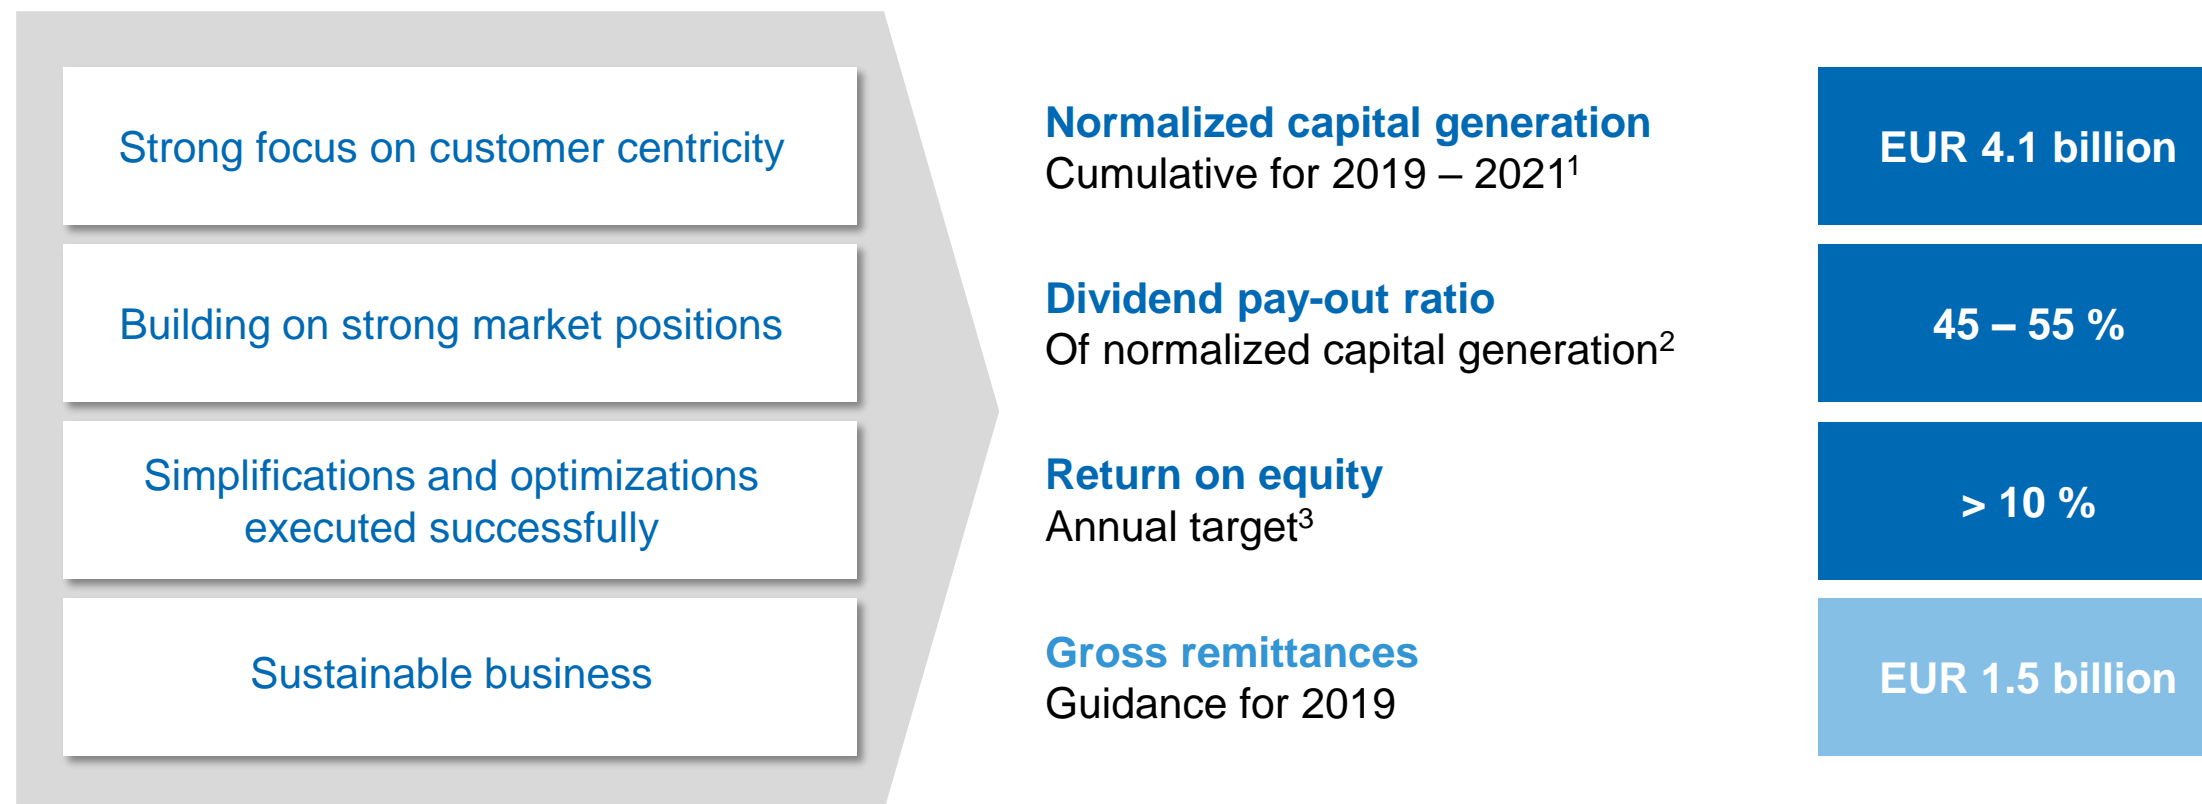 Strong focus on customer centricity
Building on strong market positions
Simplifications and optimizations
executed successfully
Sustainable business
Normalized capital generation
Cumulative for 2019 – 2021¹
EUR 4.1 billion
Dividend pay-out ratio
Of normalized capital generation²
45 – 55 %
Return on equity
Annual target³
> 10 %
Gross remittances
Guidance for 2019
EUR 1.5 billion